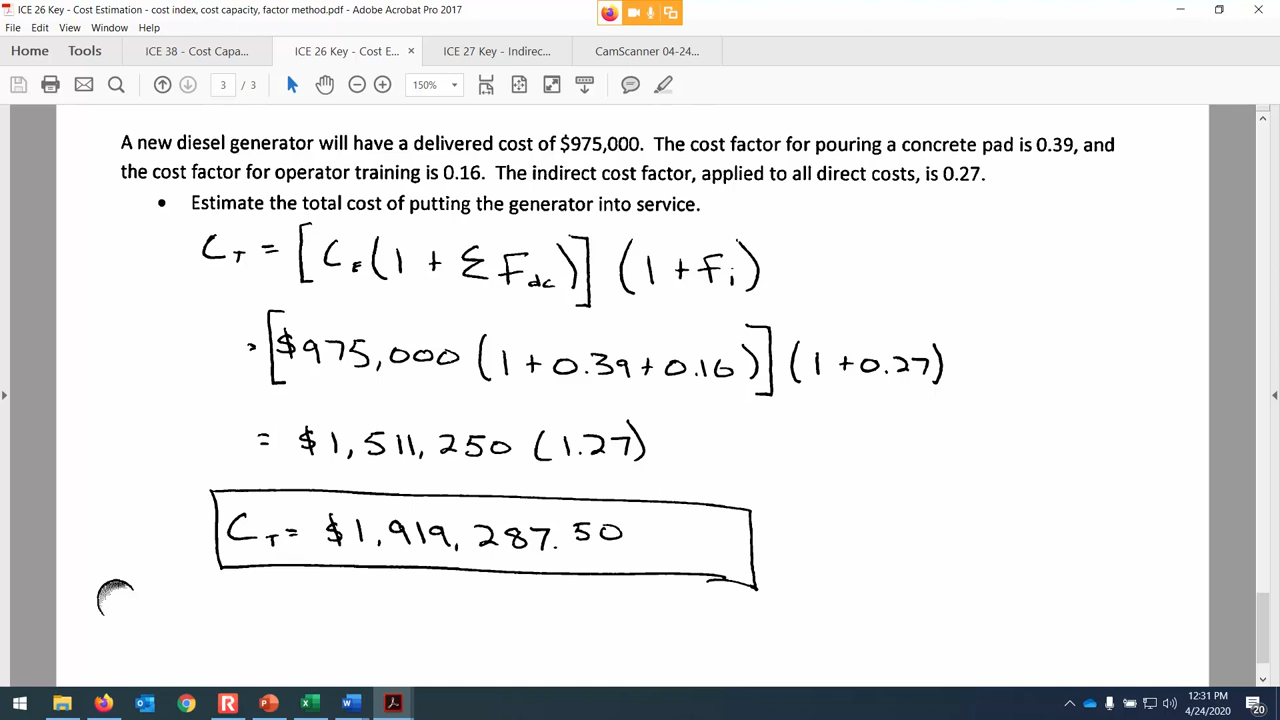 ICE 26 Key - Cost Estimation - cost index, cost capacity, factor method.pdf - Adobe Acrobat Pro 2017
File Edit View Window Help
Home Tools ICE 38 - Cost Capa... ICE 26 Key - Cost E... × ICE 27 Key - Indirec... CamScanner 04-24...
3 / 3 150%
A new diesel generator will have a delivered cost of $975,000. The cost factor for pouring a concrete pad is 0.39, and
the cost factor for operator training is 0.16. The indirect cost factor, applied to all direct costs, is 0.27.
• Estimate the total cost of putting the generator into service.
C_T = [C_E(1 + Σ F_dc)] (1 + F_i)
= [$975,000 (1 + 0.39 + 0.16)] (1 + 0.27)
= $1,511,250 (1.27)
C_T = $1,919,287.50
12:31 PM
4/24/2020
20